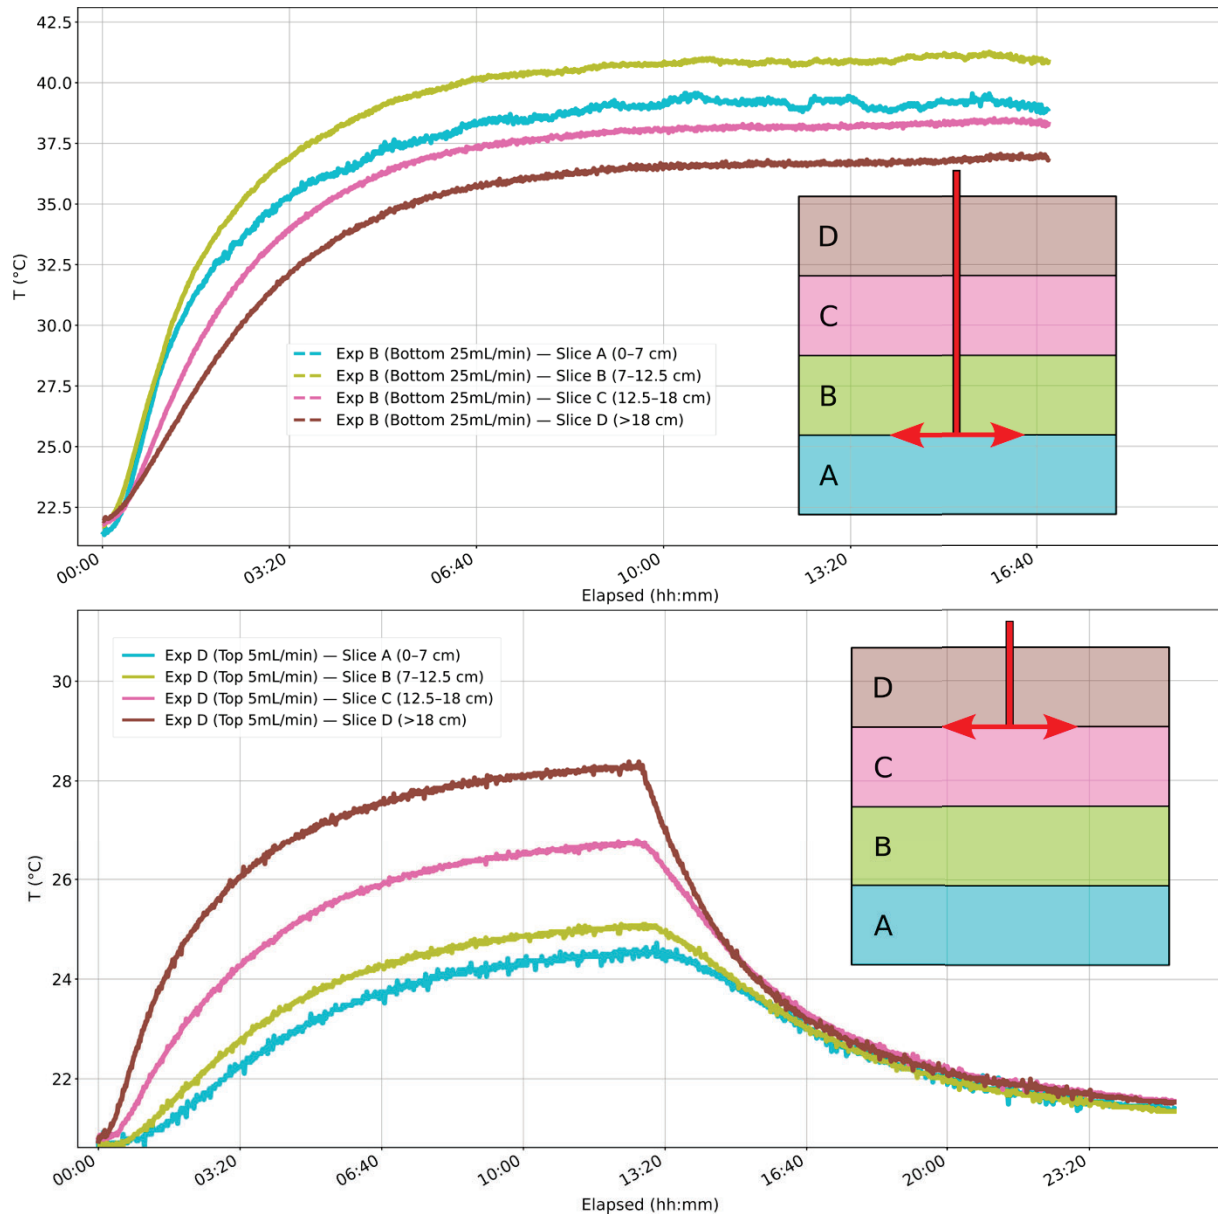 42.5
40.0
37.5
35.0
32.5
30.0
27.5
25.0
22.5
T (°C)
D
C
B
A
Exp B (Bottom 25mL/min) — Slice A (0–7 cm)
Exp B (Bottom 25mL/min) — Slice B (7–12.5 cm)
Exp B (Bottom 25mL/min) — Slice C (12.5–18 cm)
Exp B (Bottom 25mL/min) — Slice D (>18 cm)
00:00
03:20
06:40
10:00
13:20
16:40
Elapsed (hh:mm)
Exp D (Top 5mL/min) — Slice A (0–7 cm)
Exp D (Top 5mL/min) — Slice B (7–12.5 cm)
Exp D (Top 5mL/min) — Slice C (12.5–18 cm)
Exp D (Top 5mL/min) — Slice D (>18 cm)
30
28
26
24
22
T (°C)
D
C
B
A
00:00
03:20
06:40
10:00
13:20
16:40
20:00
23:20
Elapsed (hh:mm)